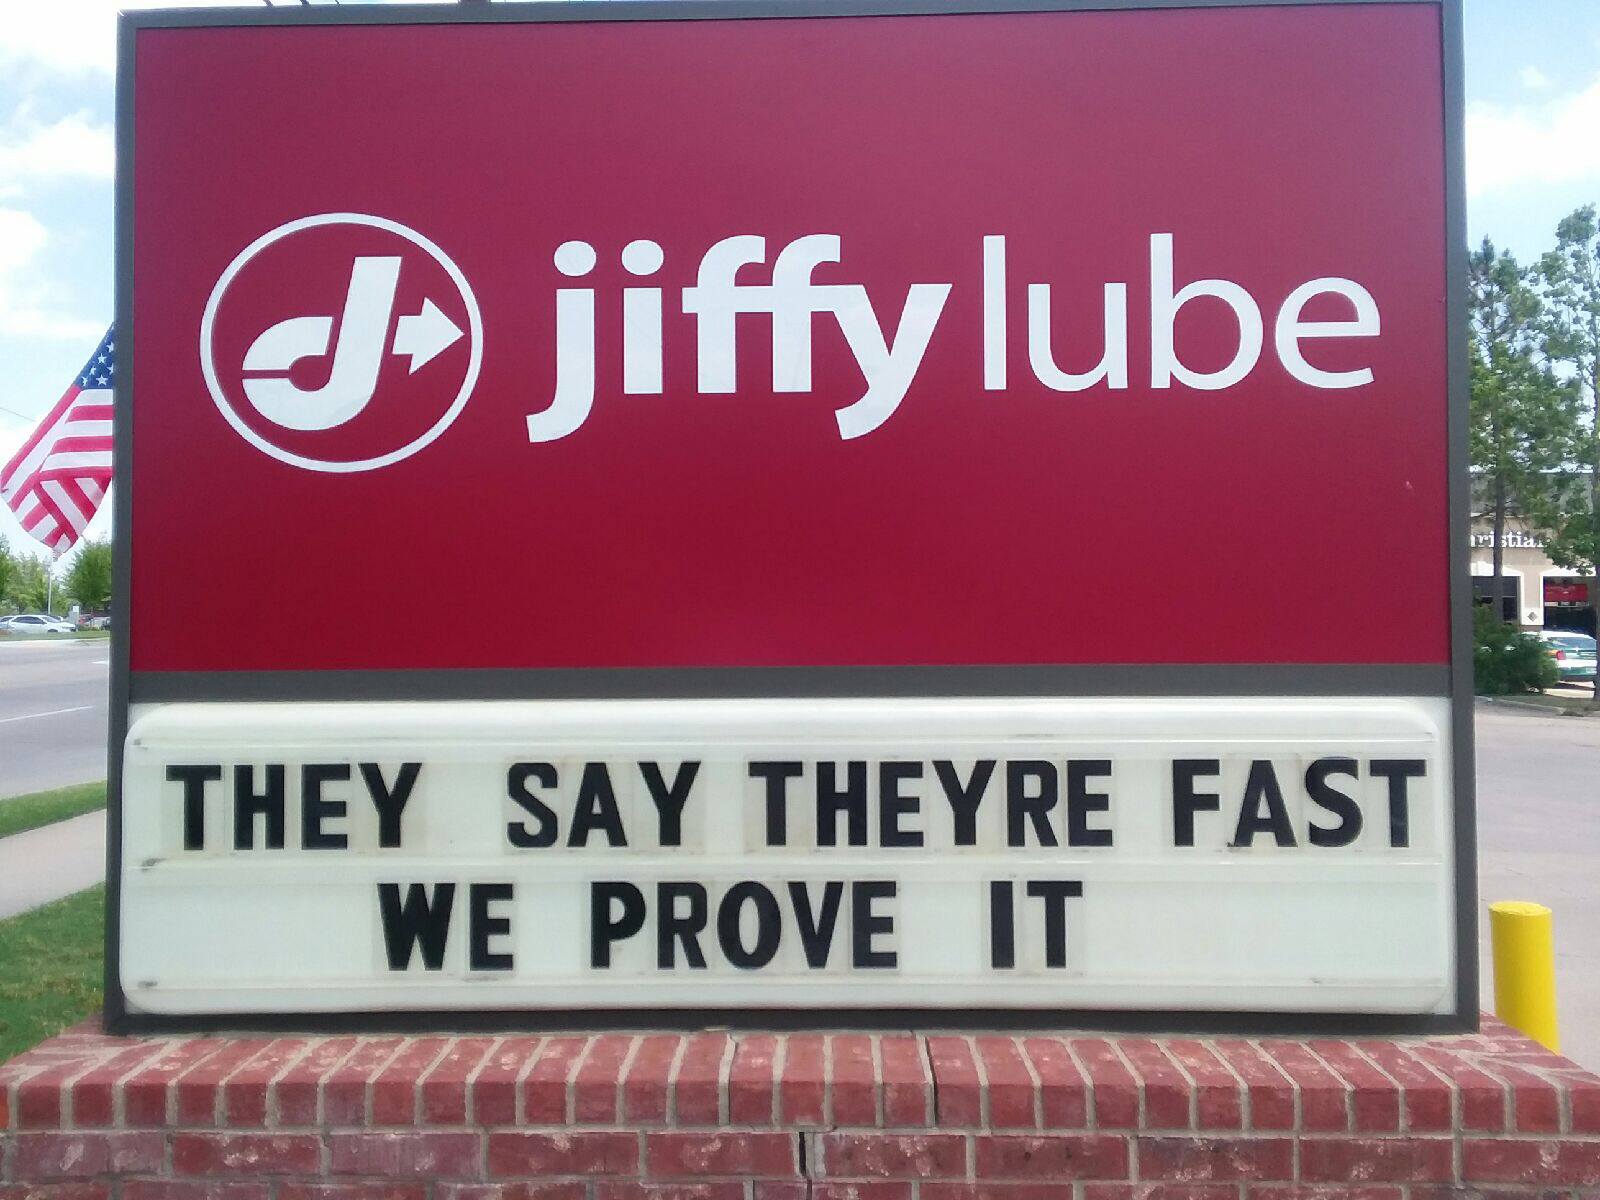 jiffy lube
THEY SAY THEYRE FAST
WE PROVE IT